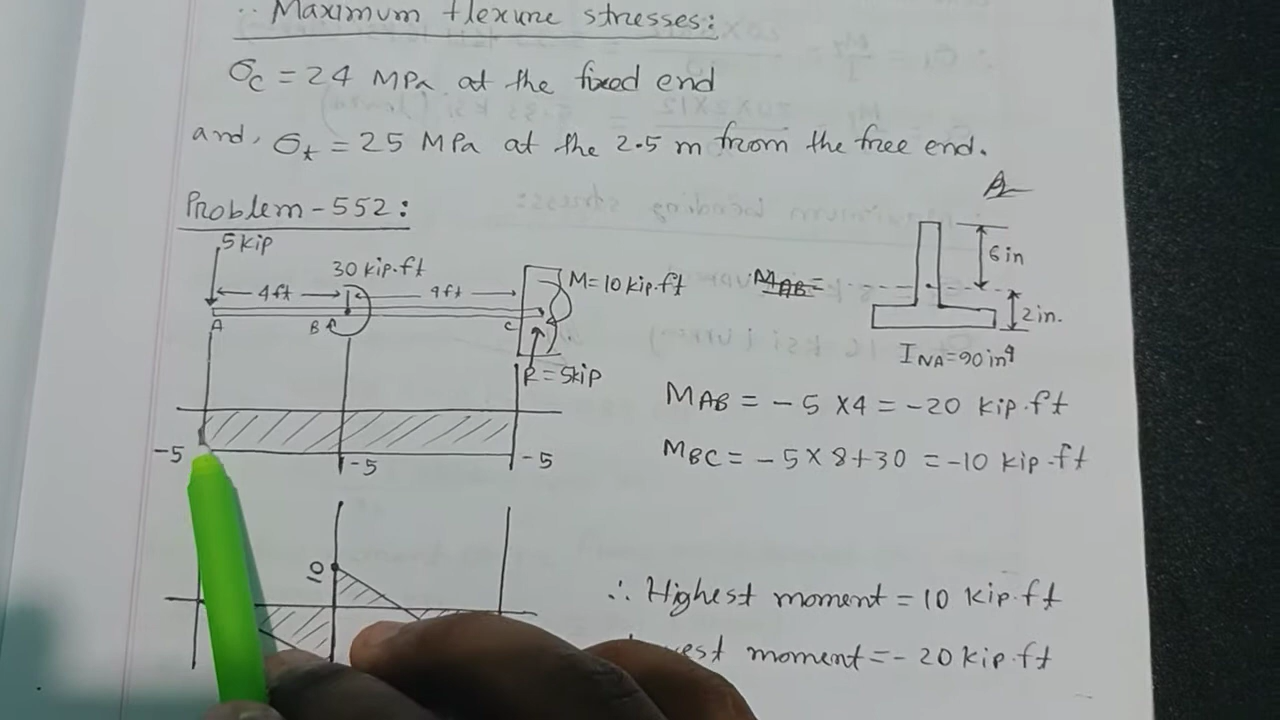 ∴ Maximum flexure stresses:
σc = 24 MPa at the fixed end
and, σt = 25 MPa at the 2.5 m from the free end.
Problem - 552:
5 kip
30 kip.ft
4 ft
4 ft
M = 10 kip.ft
A
B
C
R = 5 kip
6 in
2 in.
I NA = 90 in4
MAB = - 5 X 4 = -20 kip.ft
MBC = - 5 X 8 + 30 = -10 kip.ft
-5
-5
-5
10
∴ Highest moment = 10 kip.ft
moment = - 20 kip.ft